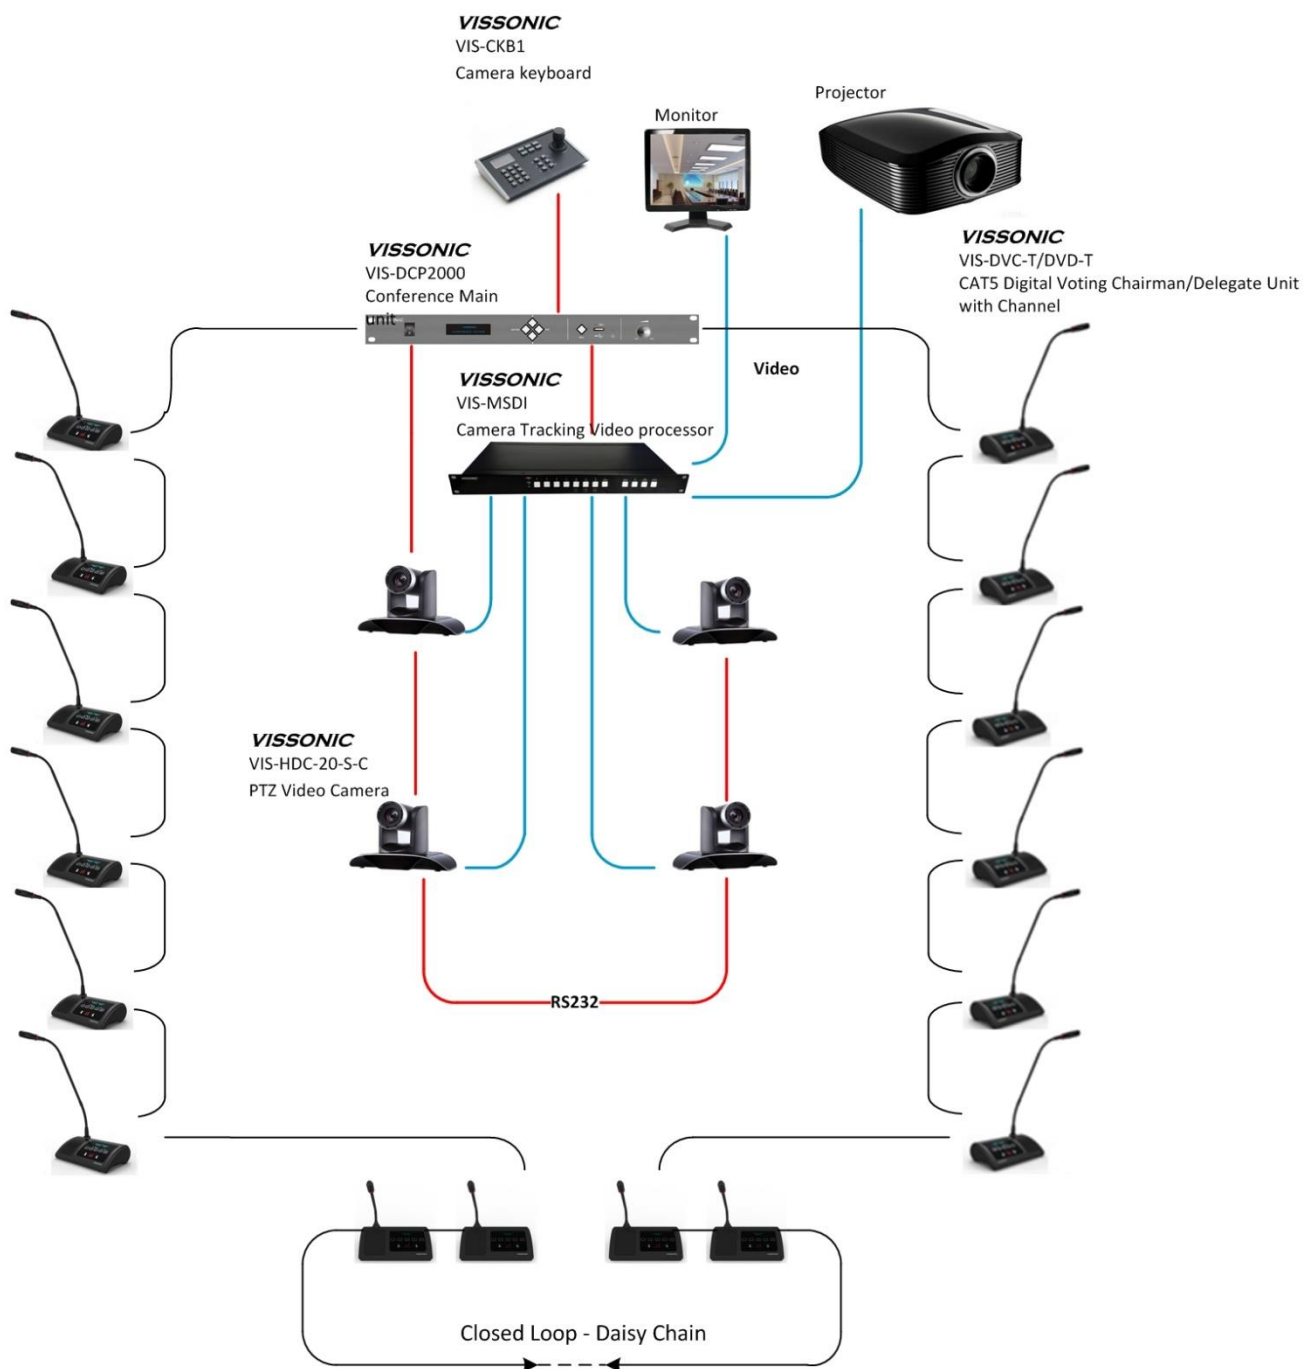 VISSONIC
VIS-CKB1
Camera keyboard
Monitor
Projector
VISSONIC
VIS-DCP2000
Conference Main
unit
VISSONIC
VIS-DVC-T/DVD-T
CAT5 Digital Voting Chairman/Delegate Unit
with Channel
Video
VISSONIC
VIS-MSDI
Camera Tracking Video processor
VISSONIC
VIS-HDC-20-S-C
PTZ Video Camera
RS232
Closed Loop - Daisy Chain